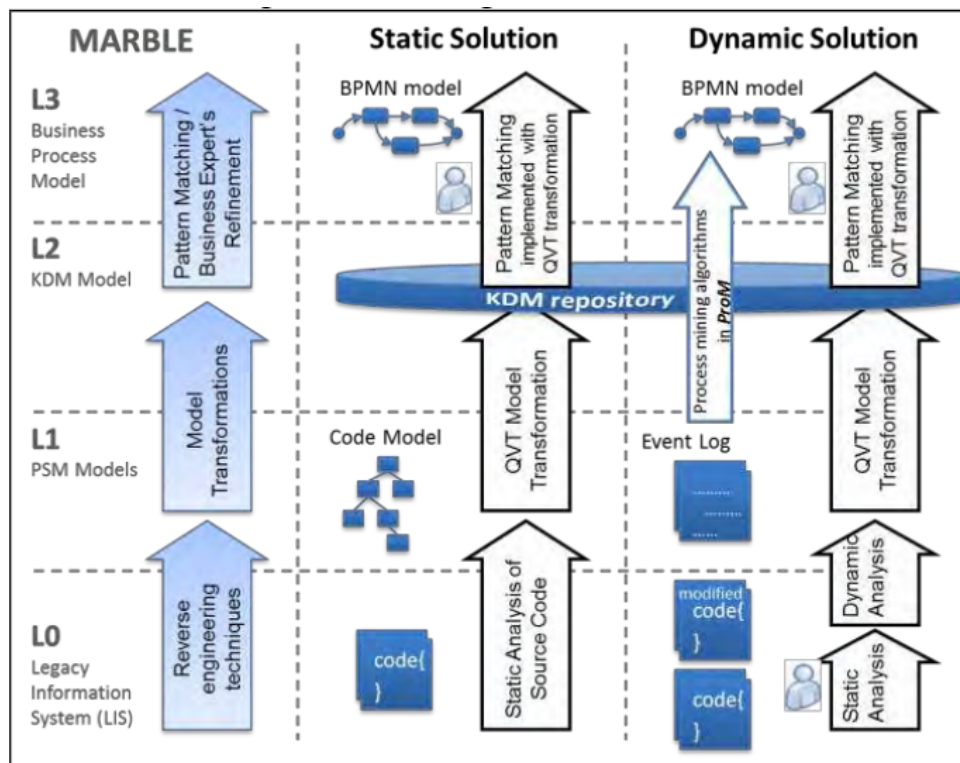 MARBLE
Static Solution
Dynamic Solution
L3
Business
Process
Model
Pattern Matching /
Business Expert's
Refinement
BPMN model
Pattern Matching
implemented with
QVT transformation
BPMN model
Pattern Matching
implemented with
QVT transformation
L2
KDM Model
KDM repository
Process mining algorithms
in ProM
Model
Transformations
QVT Model
Transformation
QVT Model
Transformation
L1
PSM Models
Code Model
Event Log
L0
Legacy
Information
System (LIS)
Reverse
engineering
techniques
code{
}
Static Analysis of
Source Code
modified
code{
}
code{
}
Dynamic
Analysis
Static
Analysis